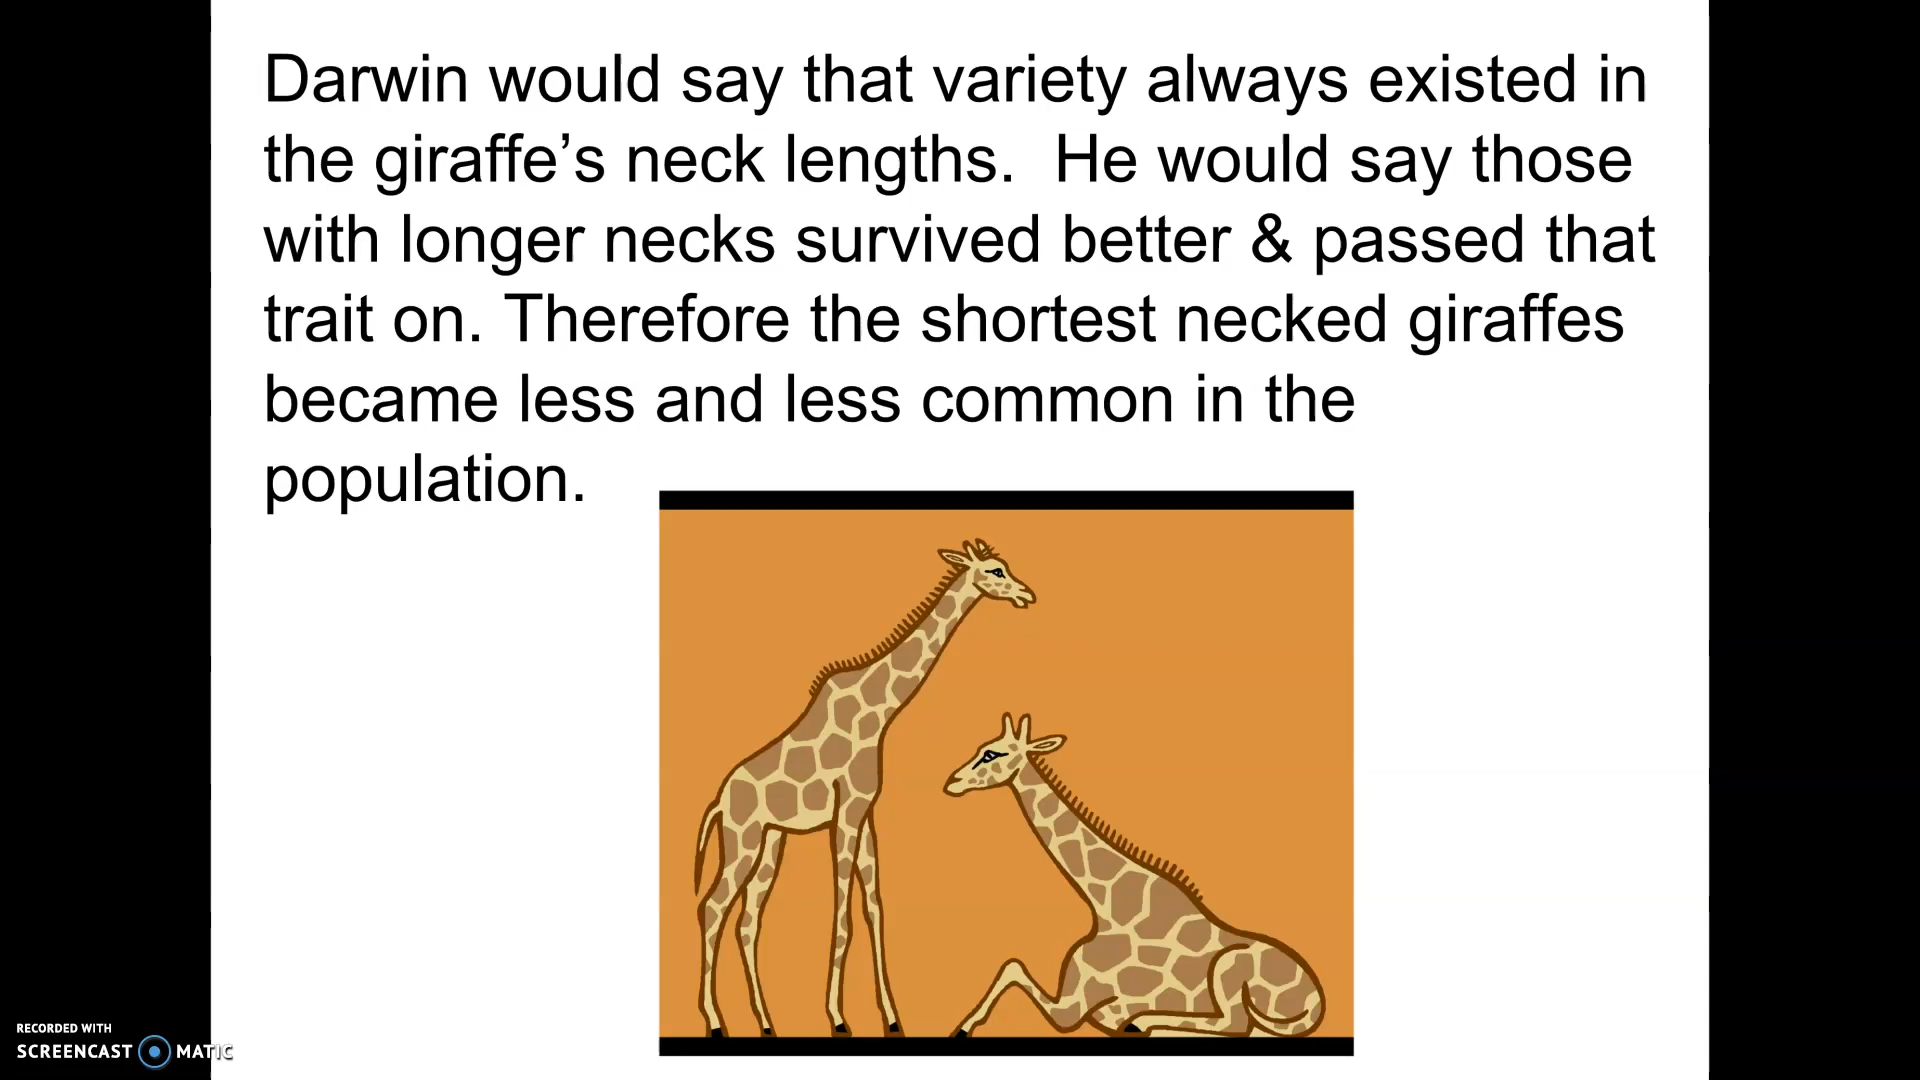 Darwin would say that variety always existed in
the giraffe’s neck lengths.  He would say those
with longer necks survived better & passed that
trait on. Therefore the shortest necked giraffes
became less and less common in the
population.
RECORDED WITH
SCREENCAST MATIC